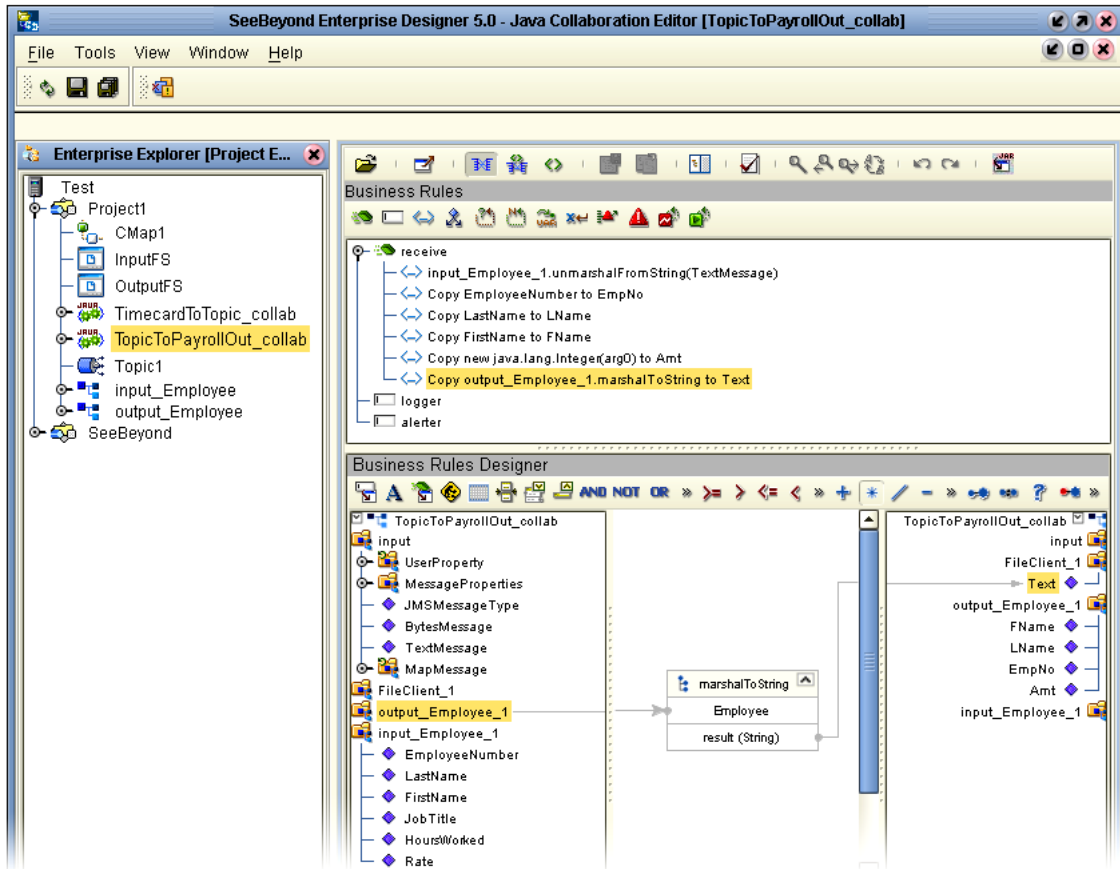 SeeBeyond Enterprise Designer 5.0 - Java Collaboration Editor [TopicToPayrollOut_collab]
File Tools View Window Help
Enterprise Explorer [Project E...
Test
Project1
CMap1
InputFS
OutputFS
JAVA TimecardToTopic_collab
JAVA TopicToPayrollOut_collab
Topic1
input_Employee
output_Employee
SeeBeyond
JAR
Business Rules
receive
input_Employee_1.unmarshalFromString(TextMessage)
Copy EmployeeNumber to EmpNo
Copy LastName to LName
Copy FirstName to FName
Copy new java.lang.Integer(arg0) to Amt
Copy output_Employee_1.marshalToString to Text
logger
alerter
Business Rules Designer
A AND NOT OR » >= > <= < » + * / - » ? »
TopicToPayrollOut_collab
input
UserProperty
MessageProperties
JMSMessageType
BytesMessage
TextMessage
MapMessage
FileClient_1
output_Employee_1
input_Employee_1
EmployeeNumber
LastName
FirstName
JobTitle
HoursWorked
Rate
marshalToString
Employee
result (String)
TopicToPayrollOut_collab
input
FileClient_1
Text
output_Employee_1
FName
LName
EmpNo
Amt
input_Employee_1